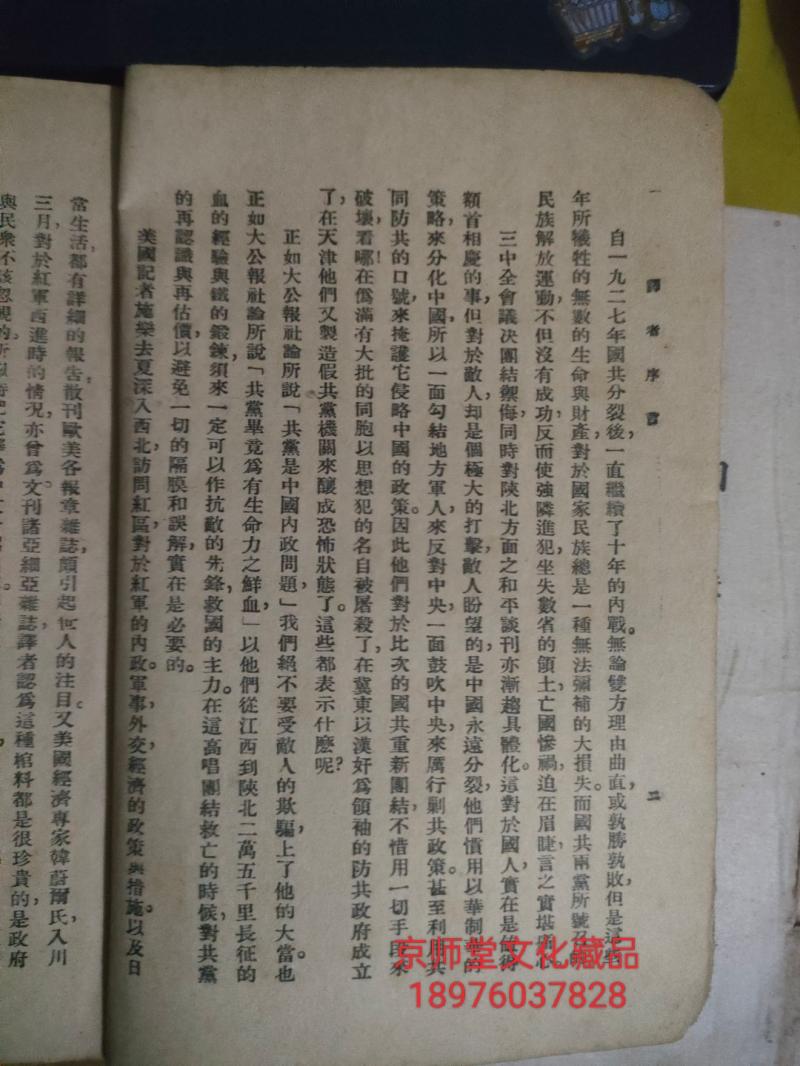 一 譯者序言 二
自一九二七年國共分裂後，一直繼續了十年的內戰。無論雙方理由曲直，或孰勝孰敗，但是這些
年所犧牲的無數的生命與財產，對於國家民族總是一種無法彌補的大損失。而國共兩黨所號召的
民族解放運動，不但沒有成功，反而使強隣進犯，坐失數省的領土，亡國慘禍，迫在眉睫，言之實堪痛心。
三中全會議决團結禦侮，同時對陝北方面之和平談刊亦漸趨具體化。這對於國人，實在是值得
額首相慶的事，但對於敵人，却是個極大的打擊，敵人盼望的，是中國永遠分裂，他們慣用以華制華的
策略，來分化中國，所以一面勾結地方軍人，來反對中央，一面鼓吹中央，來厲行剿共政策。甚至利用共
同防共的口號，來掩護它侵略中國的政策。因此他們對於比次的國共重新團結，不惜用一切手段來
破壞，看哪！在偽滿有大批的同胞以思想犯的名自被屠殺了，在冀東以漢奸爲領袖的防共政府成立
了，在天津他們又製造假共黨機關來釀成恐怖狀態了。這些都表示什麼呢？
正如大公報社論所說「共黨是中國內政問題，」我們絕不要受敵人的欺騙，上了他的大當。也
正如大公報社論所說「共黨畢竟爲有生命力之鮮血，」以他們從江西到陝北二萬五千里長征的
血的經驗與鐵的鍛鍊，須來一定可以作抗敵的先鋒，救國的主力。在這高唱團結救亡的時候，對共黨
的再認識與再估價，以避免一切的隔膜和誤解，實在是必要的。
美國記者施樂去夏深入西北，訪問紅區，對於紅軍的內政。軍事，外交，經濟的政策與措施。以及日
常生活，都有詳細的報告，散刊歐美各報章雜誌，頗引起何人的注目。又美國經濟專家韓蔚爾氏，入川
三月，對於紅軍西進時的情況，亦曾爲文，刊諸亞細亞雜誌，譯者認爲這種棺料都是很珍貴的，是政府
與民衆不該忽視的。
京师堂文化藏品
18976037828